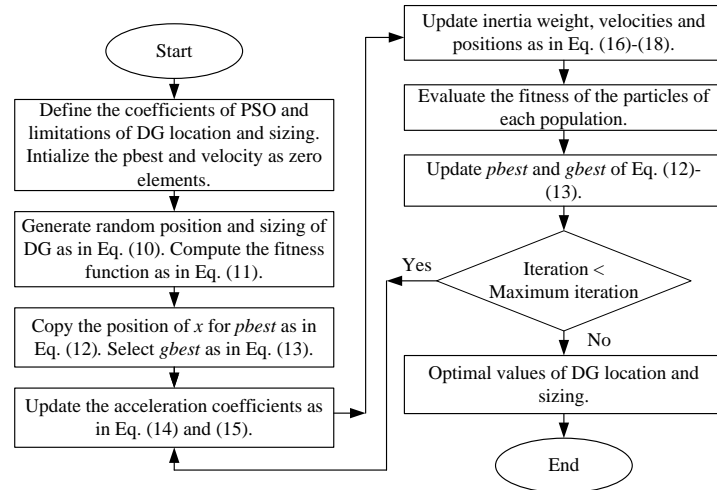 Start
Define the coefficients of PSO and
limitations of DG location and sizing.
Intialize the pbest and velocity as zero
elements.
Generate random position and sizing of
DG as in Eq. (10). Compute the fitness
function as in Eq. (11).
Copy the position of x for pbest as in
Eq. (12). Select gbest as in Eq. (13).
Update the acceleration coefficients as
in Eq. (14) and (15).
Update inertia weight, velocities and
positions as in Eq. (16)-(18).
Evaluate the fitness of the particles of
each population.
Update pbest and gbest of Eq. (12)-
(13).
Iteration <
Maximum iteration
Yes
No
Optimal values of DG location and
sizing.
End